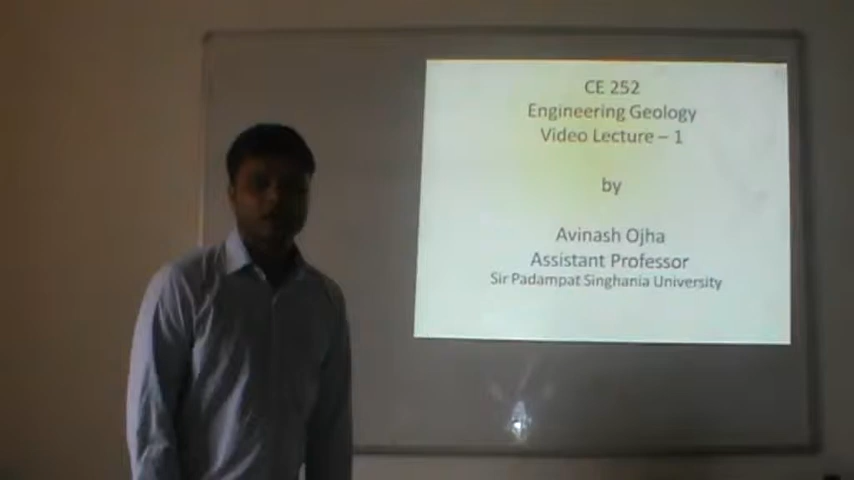 CE 252
Engineering Geology
Video Lecture – 1
by
Avinash Ojha
Assistant Professor
Sir Padampat Singhania University